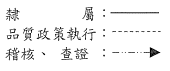 隸　　　屬：
品質政策執行：
稽核、 查證：